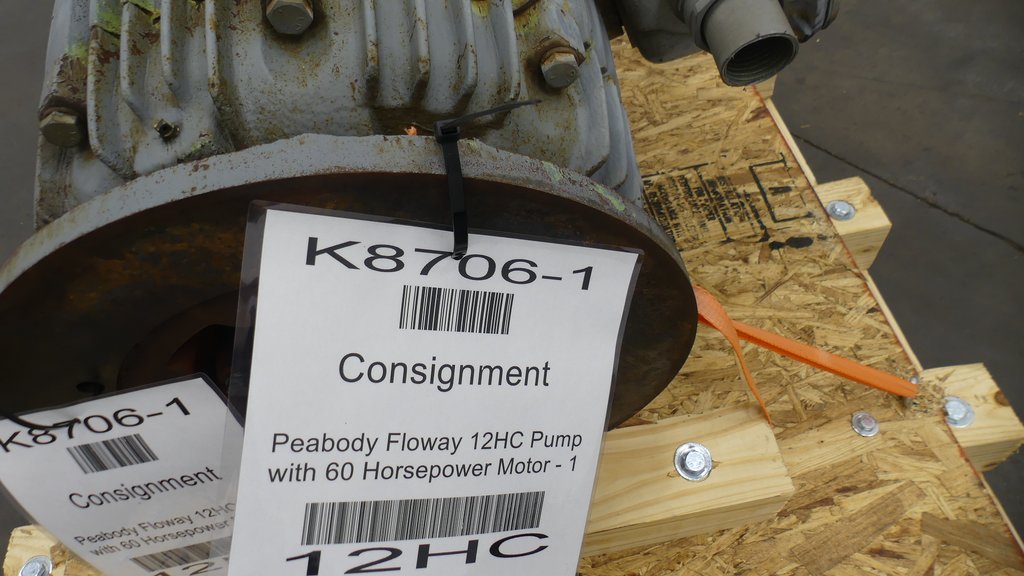 K8706-1
Consignment
Peabody Floway 12HC Pump
with 60 Horsepower Motor - 1
12HC
K8706-1
Consignment
Peabody Floway 12HC
with 60 Horsepower
12